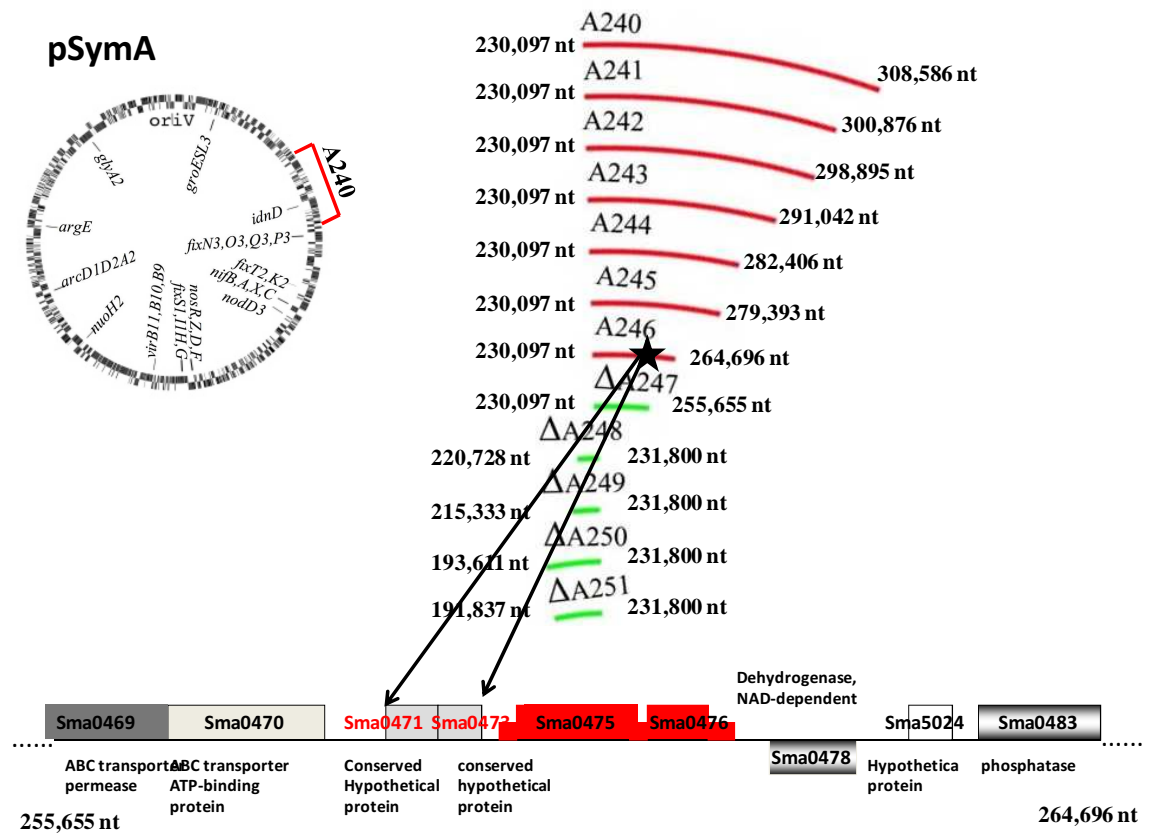 pSymA
oriV
groESL3
glyA2
A240
idnD
argE
fixN3,O3,Q3,P3
fixT2,K2
nifB,A,X,C
nodD3
arcD1D2A2
nuoH2
virB11,B10,B9
fixS1,I1H,G
nosR,Z,D,F
A240
230,097 nt
308,586 nt
A241
230,097 nt
300,876 nt
A242
230,097 nt
298,895 nt
A243
230,097 nt
291,042 nt
A244
230,097 nt
282,406 nt
A245
230,097 nt
279,393 nt
A246
230,097 nt
264,696 nt
ΔA247
230,097 nt
255,655 nt
ΔA248
220,728 nt
231,800 nt
ΔA249
215,333 nt
231,800 nt
ΔA250
193,611 nt
231,800 nt
ΔA251
191,837 nt
231,800 nt
Dehydrogenase,
NAD-dependent
Sma0469
Sma0470
Sma0471
Sma0473
Sma0475
Sma0476
Sma5024
Sma0483
Sma0478
......
......
ABC transporter
permease
ABC transporter
ATP-binding
protein
Conserved
Hypothetical
protein
conserved
hypothetical
protein
Hypothetica
protein
phosphatase
255,655 nt
264,696 nt